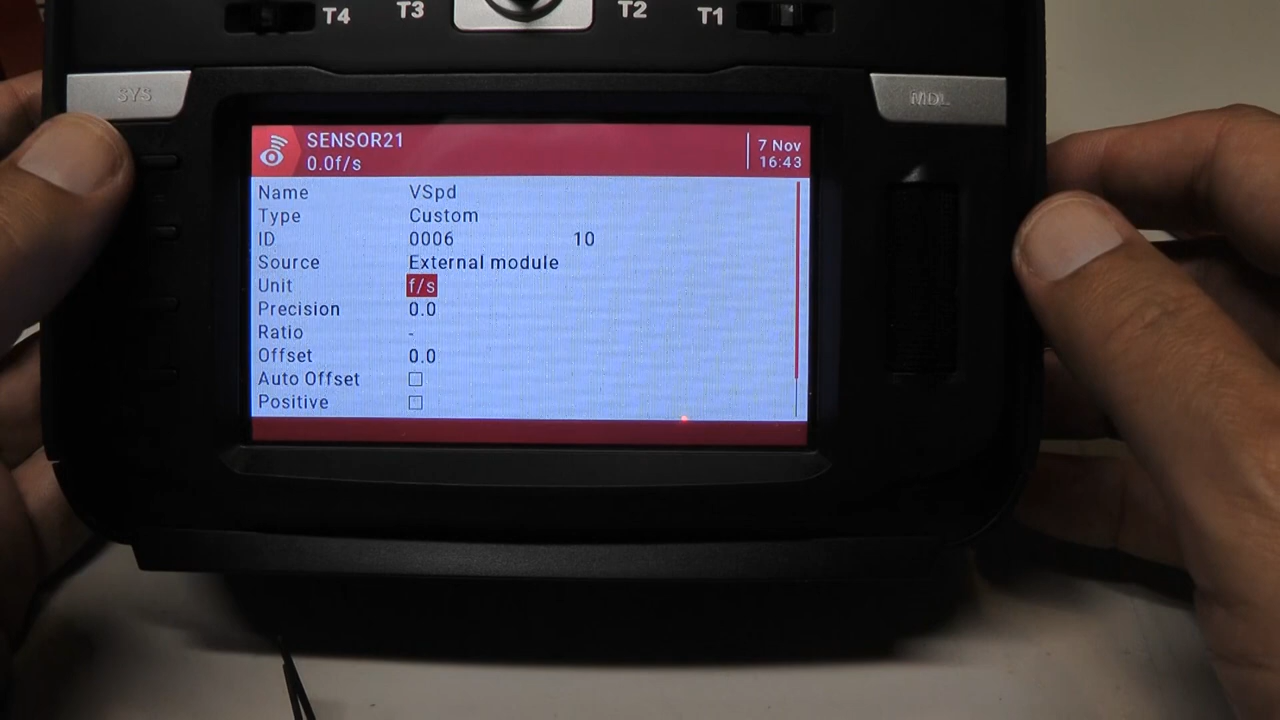 T4 T3 T2 T1
SYS MDL
SENSOR21
0.0f/s
7 Nov
16:43
Name VSpd
Type Custom
ID 0006 10
Source External module
Unit f/s
Precision 0.0
Ratio -
Offset 0.0
Auto Offset
Positive